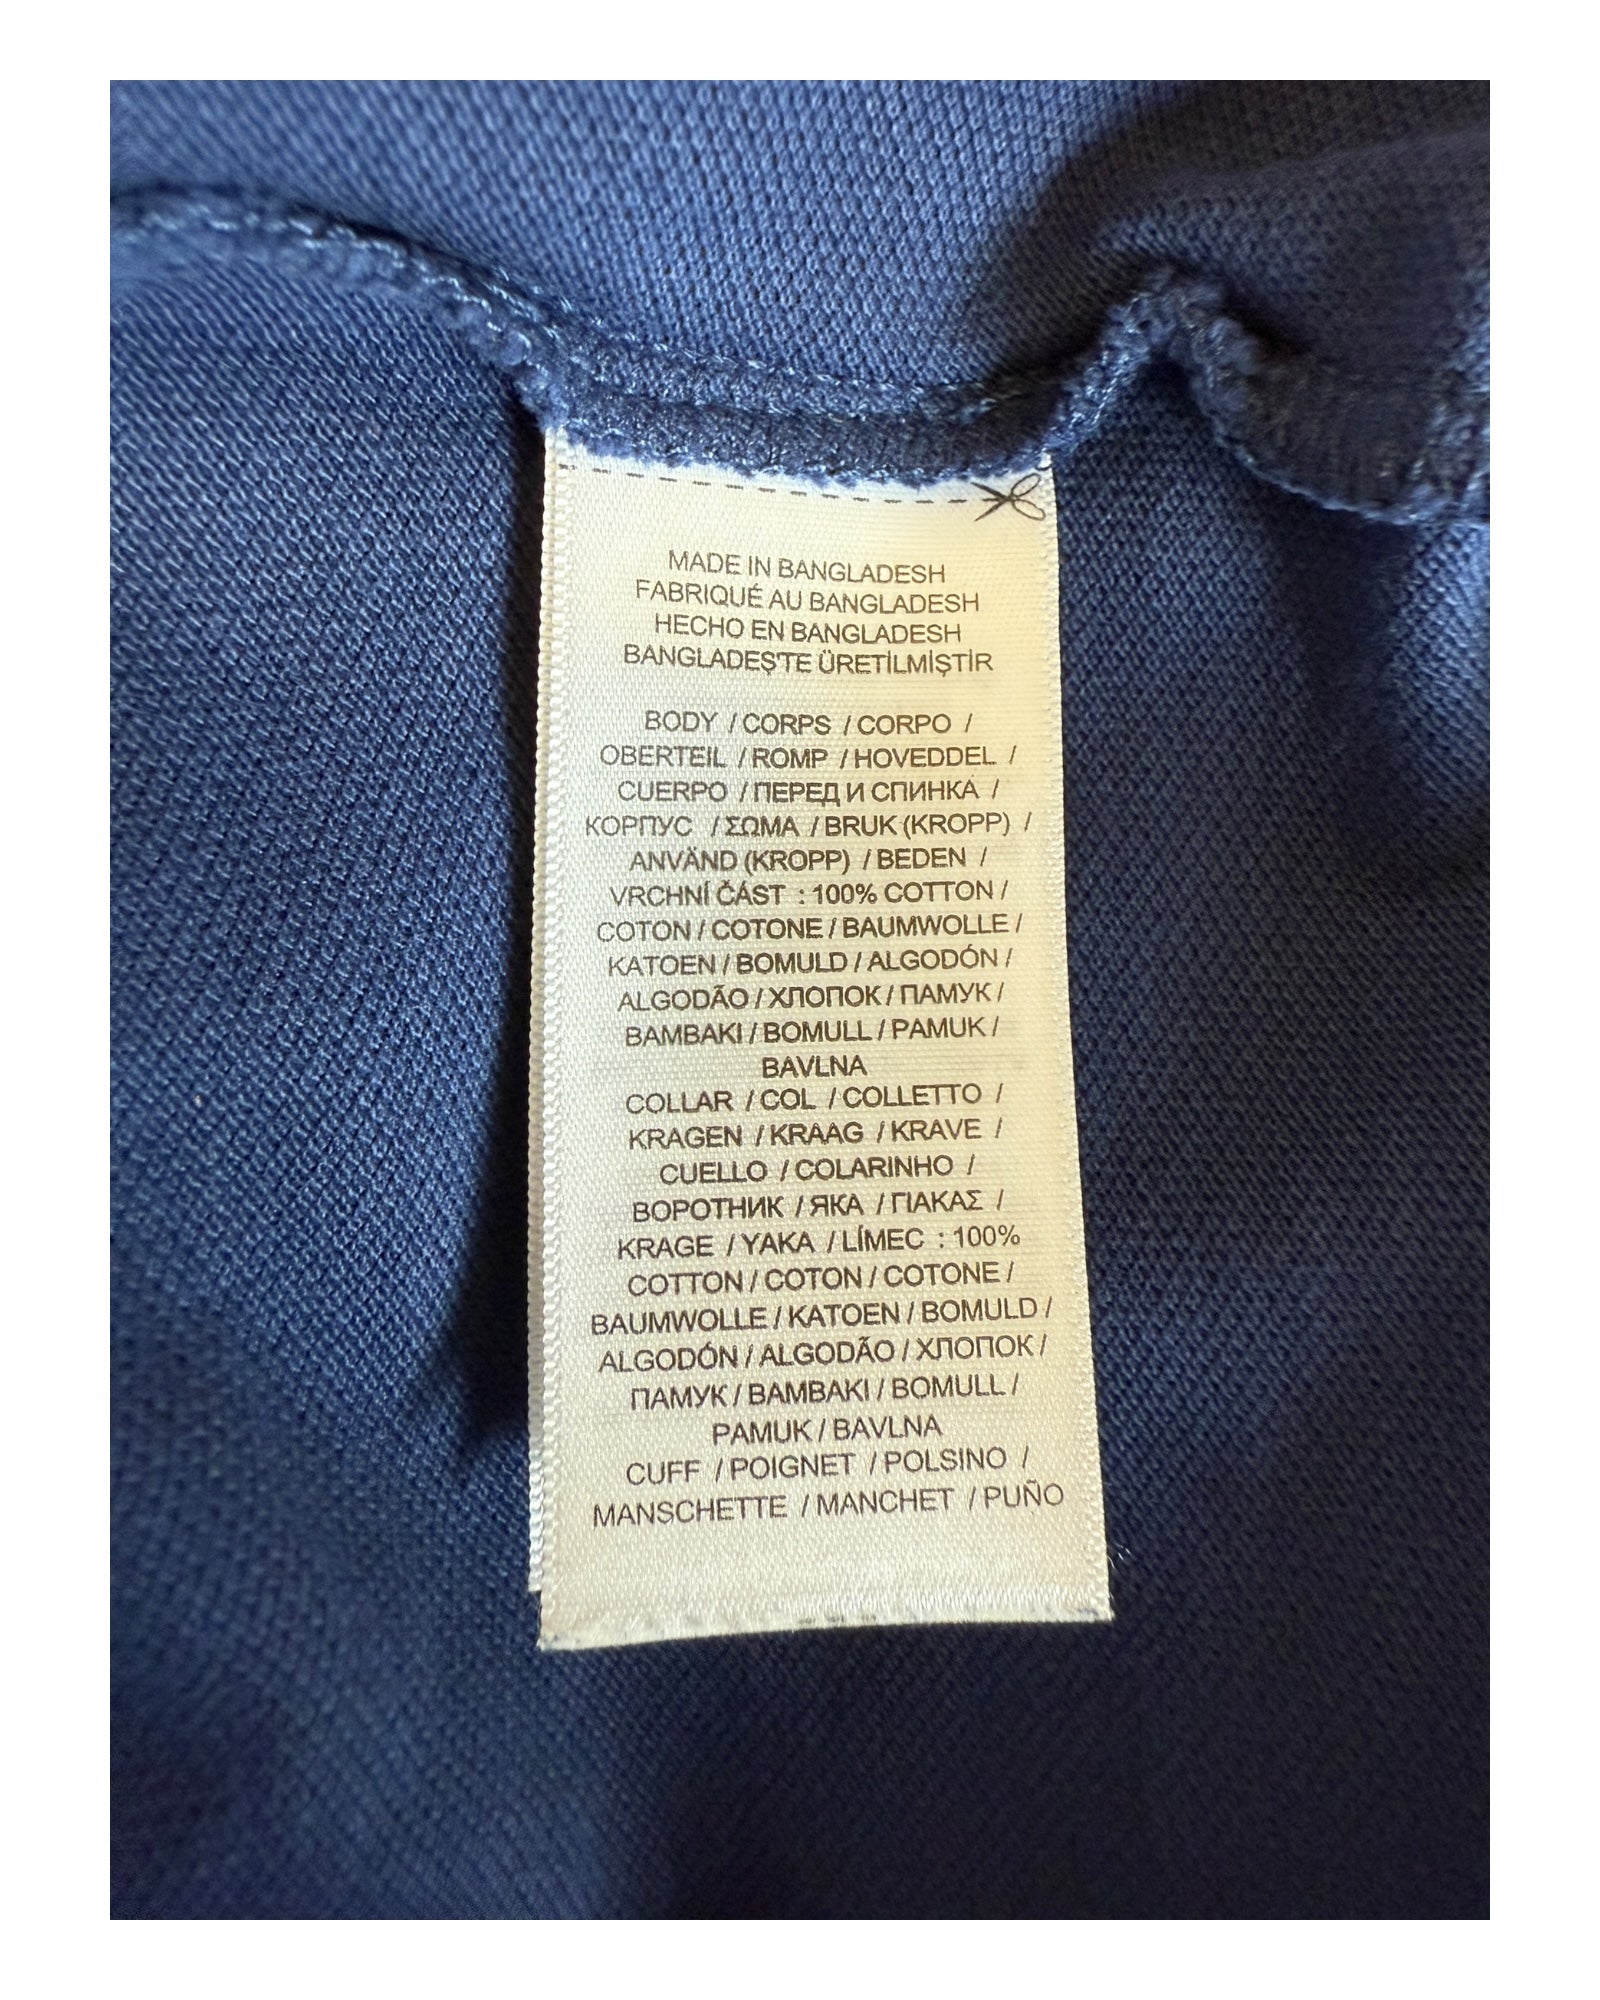 MADE IN BANGLADESH
FABRIQUÉ AU BANGLADESH
HECHO EN BANGLADESH
BANGLADEŞ'TE ÜRETİLMİŞTİR
BODY / CORPS / CORPO /
OBERTEIL / ROMP / HOVEDDEL /
CUERPO / ПЕРЕД И СПИНКА /
КОРПУС / ΣΩΜΑ / BRUK (KROPP) /
ANVÄND (KROPP) / BEDEN /
VRCHNÍ ČÁST : 100% COTTON /
COTON / COTONE / BAUMWOLLE /
KATOEN / BOMULD / ALGODÓN /
ALGODÃO / ХЛОПОК / ПАМУК /
BAMBAKI / BOMULL / PAMUK /
BAVLNA
COLLAR / COL / COLLETTO /
KRAGEN / KRAAG / KRAVE /
CUELLO / COLARINHO /
ВОРОТНИК / ЯКА / ГІАКАΣ /
KRAGE / YAKA / LÍMEC : 100%
COTTON / COTON / COTONE /
BAUMWOLLE / KATOEN / BOMULD /
ALGODÓN / ALGODÃO / ХЛОПОК /
ПАМУК / BAMBAKI / BOMULL /
PAMUK / BAVLNA
CUFF / POIGNET / POLSINO /
MANSCHETTE / MANCHET / PUÑO